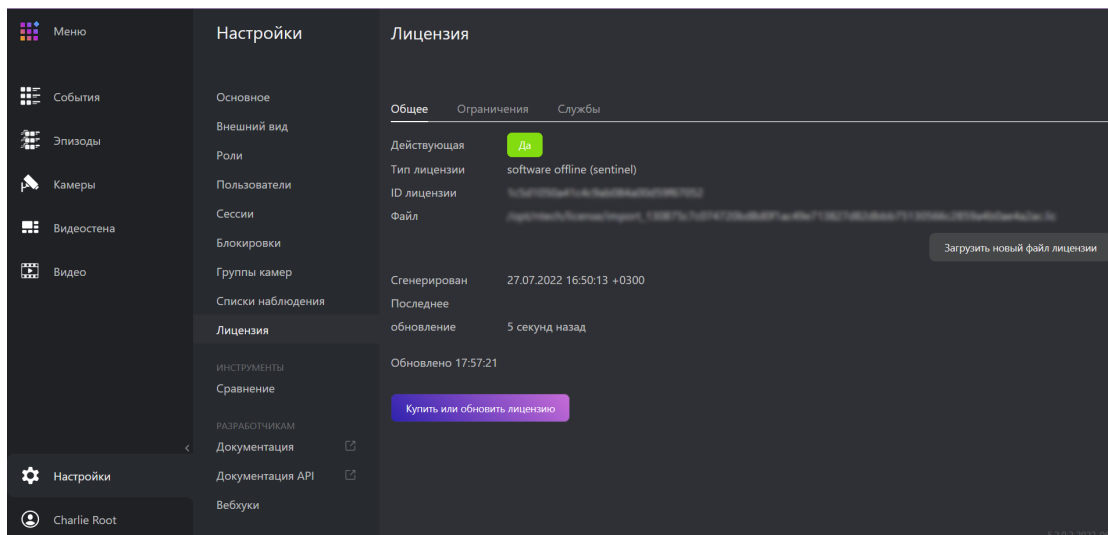 Меню
События
Эпизоды
Камеры
Видеостена
Видео
Настройки
Charlie Root
Настройки
Основное
Внешний вид
Роли
Пользователи
Сессии
Блокировки
Группы камер
Списки наблюдения
Лицензия
ИНСТРУМЕНТЫ
Сравнение
РАЗРАБОТЧИКАМ
Документация
Документация API
Вебхуки
Лицензия
Общее Ограничения Службы
Действующая Да
Тип лицензии software offline (sentinel)
ID лицензии
Файл
Загрузить новый файл лицензии
Сгенерирован 27.07.2022 16:50:13 +0300
Последнее
обновление 5 секунд назад
Обновлено 17:57:21
Купить или обновить лицензию